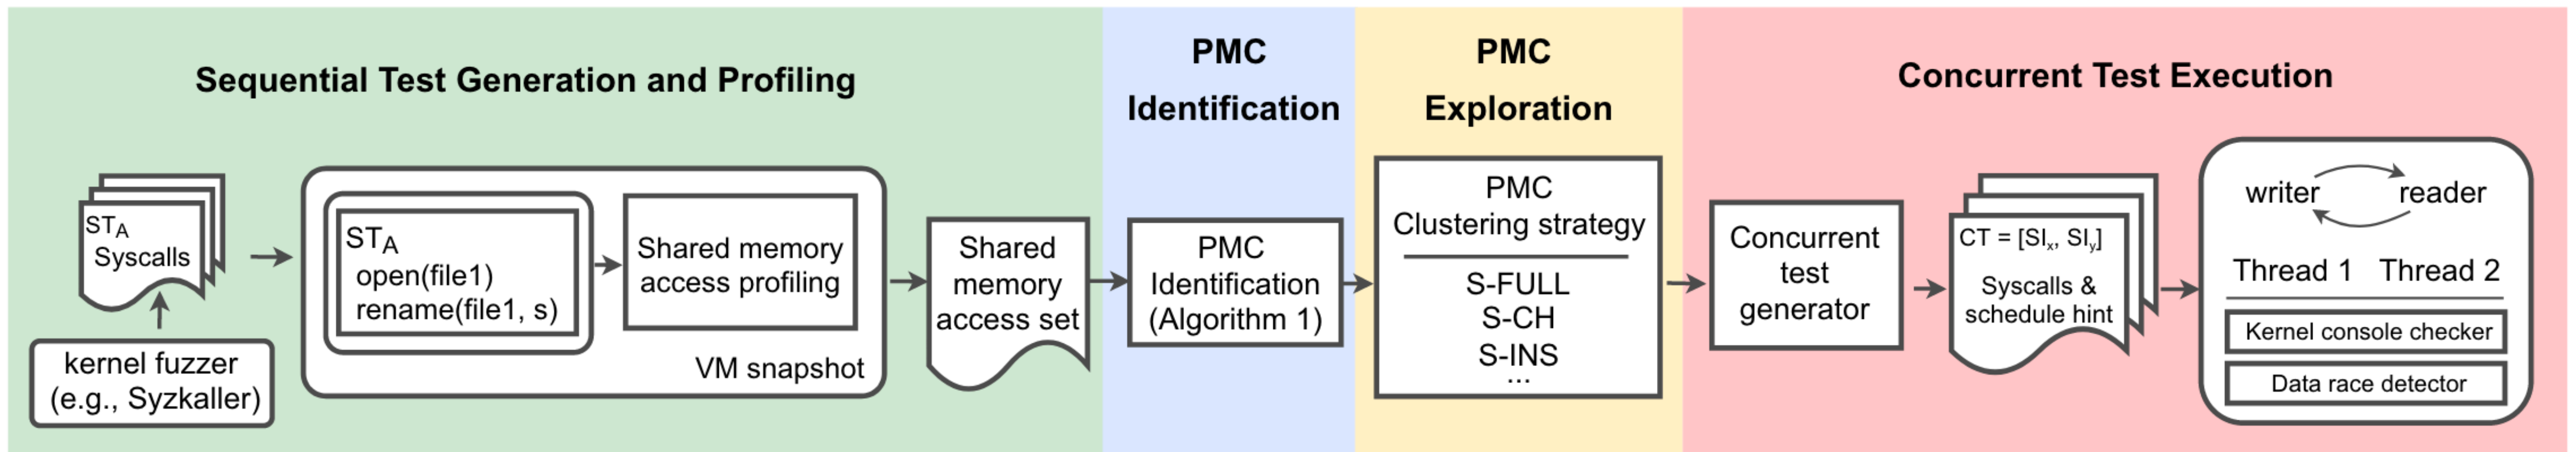 Sequential Test Generation and Profiling
STA
Syscalls
kernel fuzzer
(e.g., Syzkaller)
STA
open(file1)
rename(file1, s)
Shared memory
access profiling
VM snapshot
Shared
memory
access set
PMC
Identification
PMC
Identification
(Algorithm 1)
PMC
Exploration
PMC
Clustering strategy
S-FULL
S-CH
S-INS
...
Concurrent Test Execution
Concurrent
test
generator
CT = [SIx, SIy]
Syscalls &
schedule hint
writer reader
Thread 1 Thread 2
Kernel console checker
Data race detector